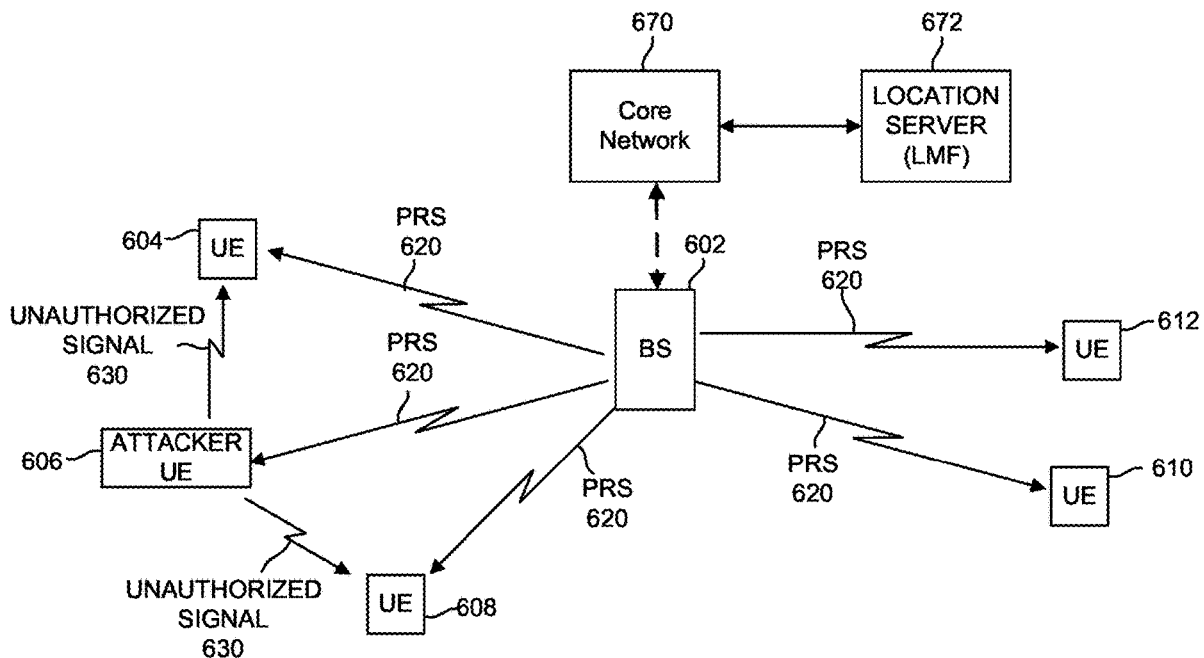 670
672
Core
Network
LOCATION
SERVER
(LMF)
604
UE
PRS
620
602
BS
PRS
620
612
UE
UNAUTHORIZED
SIGNAL
630
PRS
620
606
ATTACKER
UE
PRS
620
PRS
620
610
UE
UNAUTHORIZED
SIGNAL
630
UE
608